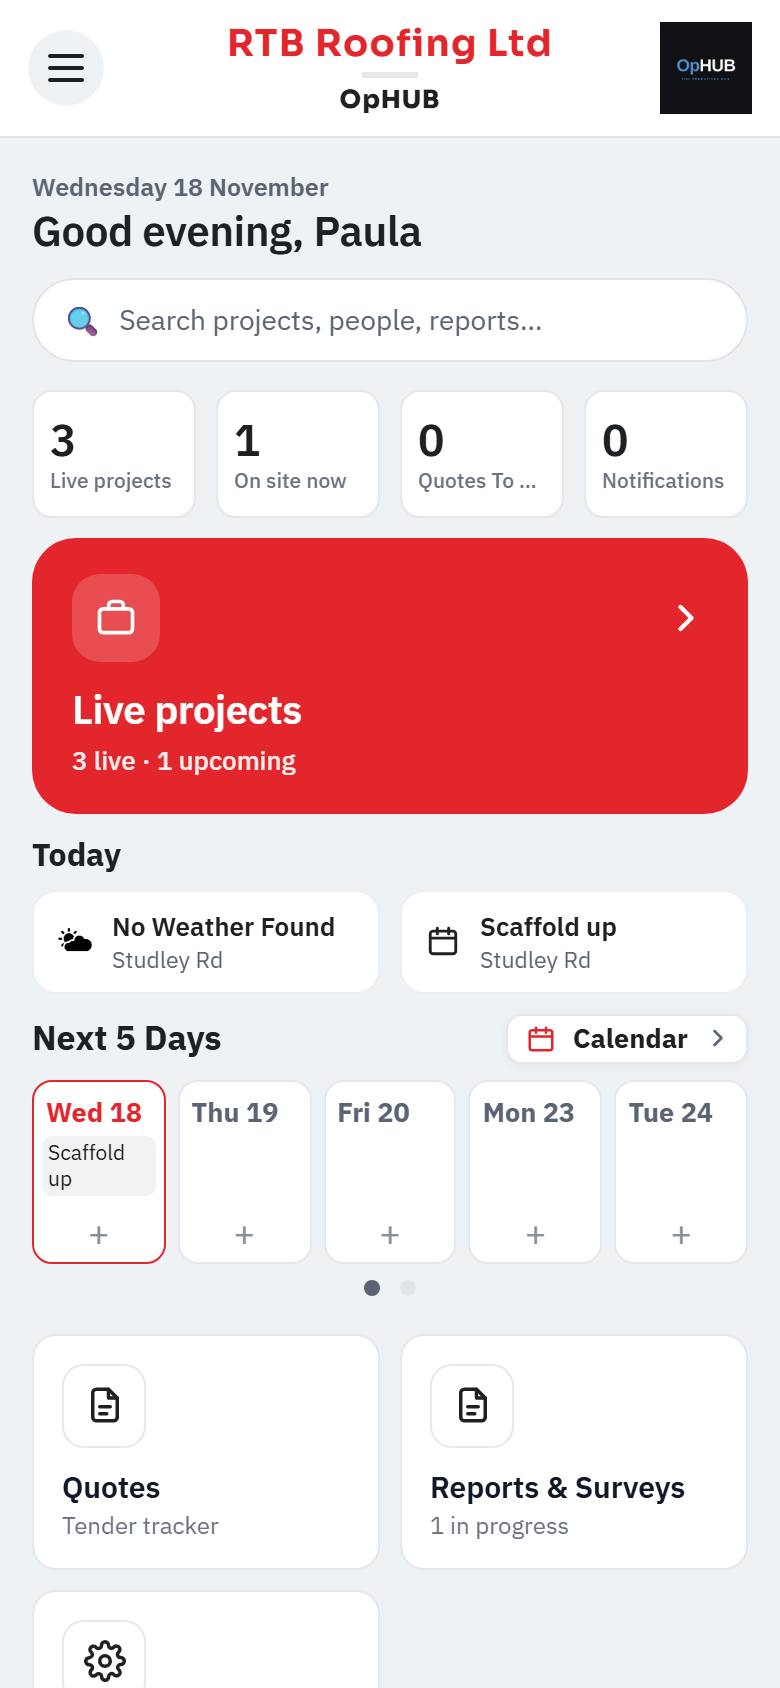 RTB Roofing Ltd
OpHUB
OpHUB
Wednesday 18 November
Good evening, Paula
Search projects, people, reports...
3
Live projects
1
On site now
0
Quotes To ...
0
Notifications
Live projects
3 live · 1 upcoming
Today
No Weather Found
Studley Rd
Scaffold up
Studley Rd
Next 5 Days
Calendar
Wed 18
Scaffold
up
+
Thu 19
+
Fri 20
+
Mon 23
+
Tue 24
+
Quotes
Tender tracker
Reports & Surveys
1 in progress